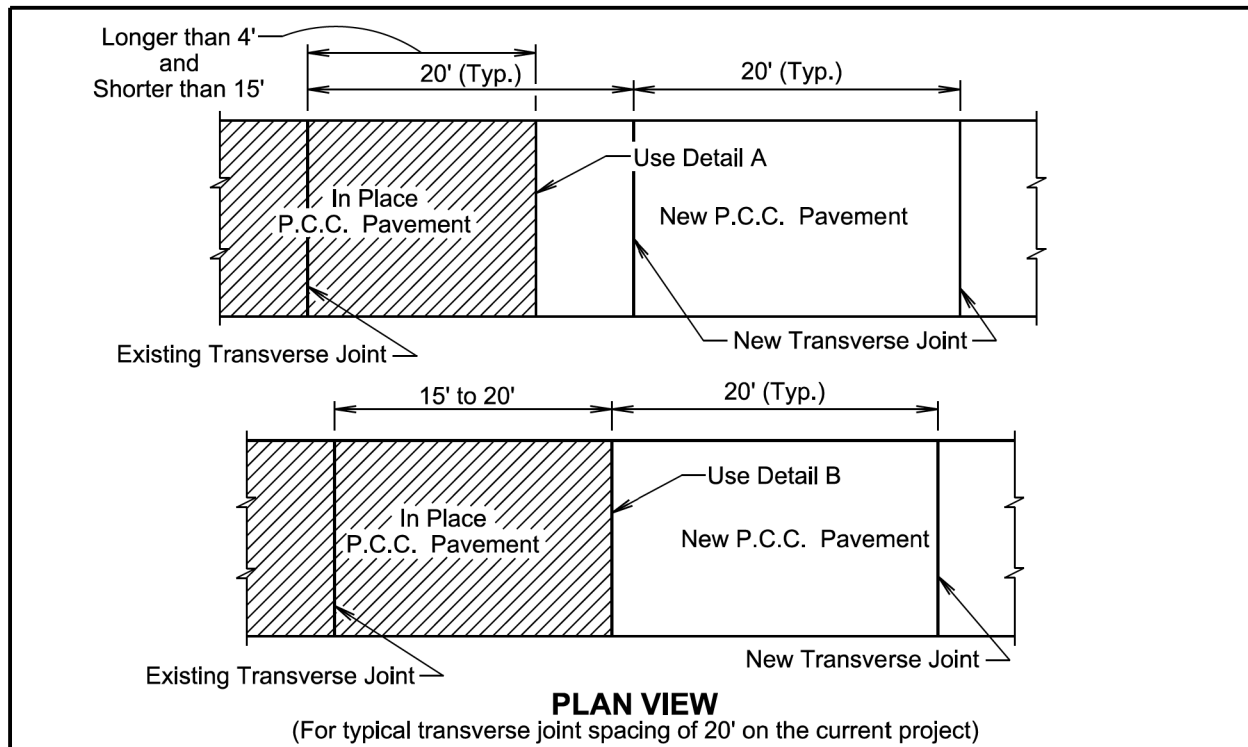 Longer than 4'
and
Shorter than 15'
20' (Typ.)
20' (Typ.)
Use Detail A
In Place
P.C.C. Pavement
New P.C.C. Pavement
Existing Transverse Joint
New Transverse Joint
15' to 20'
20' (Typ.)
Use Detail B
In Place
P.C.C. Pavement
New P.C.C. Pavement
Existing Transverse Joint
New Transverse Joint
PLAN VIEW
(For typical transverse joint spacing of 20' on the current project)